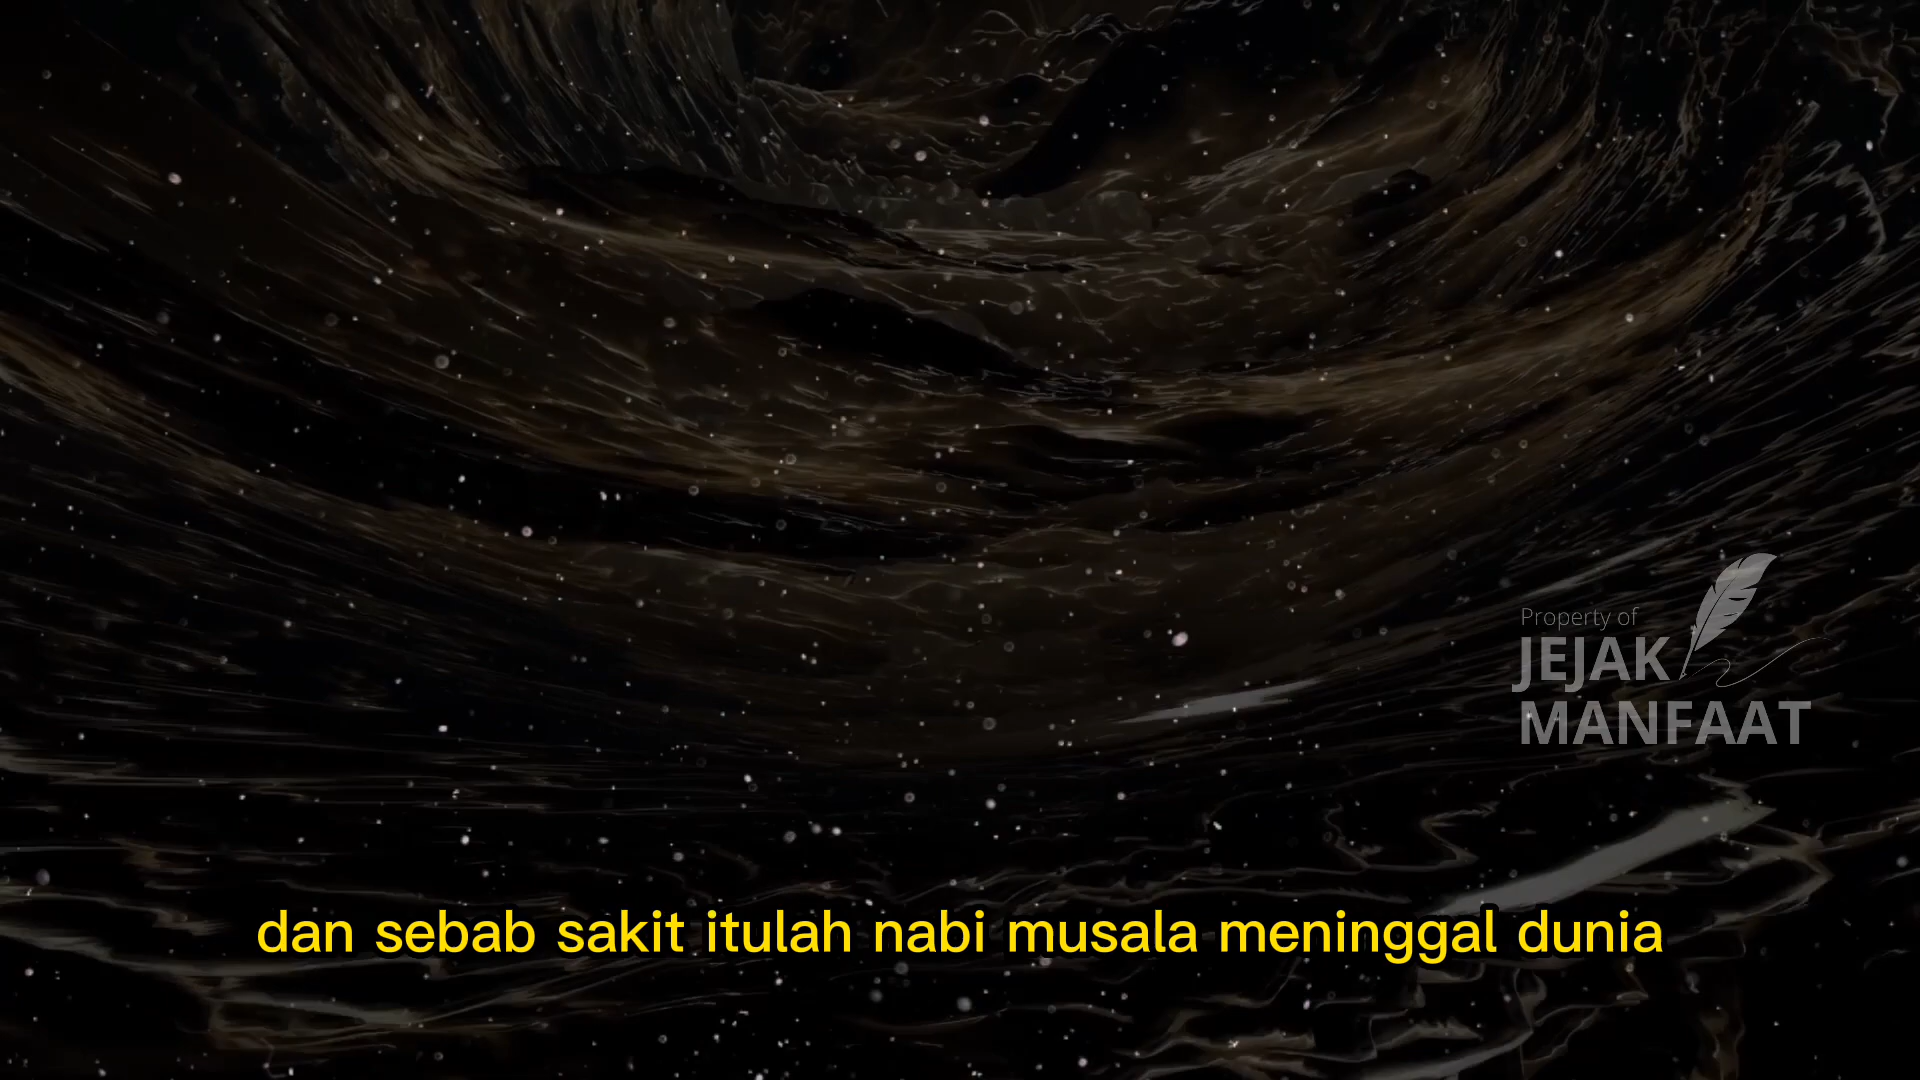 Property of
JEJAK
MANFAAT
dan sebab sakit itulah nabi musala meninggal dunia